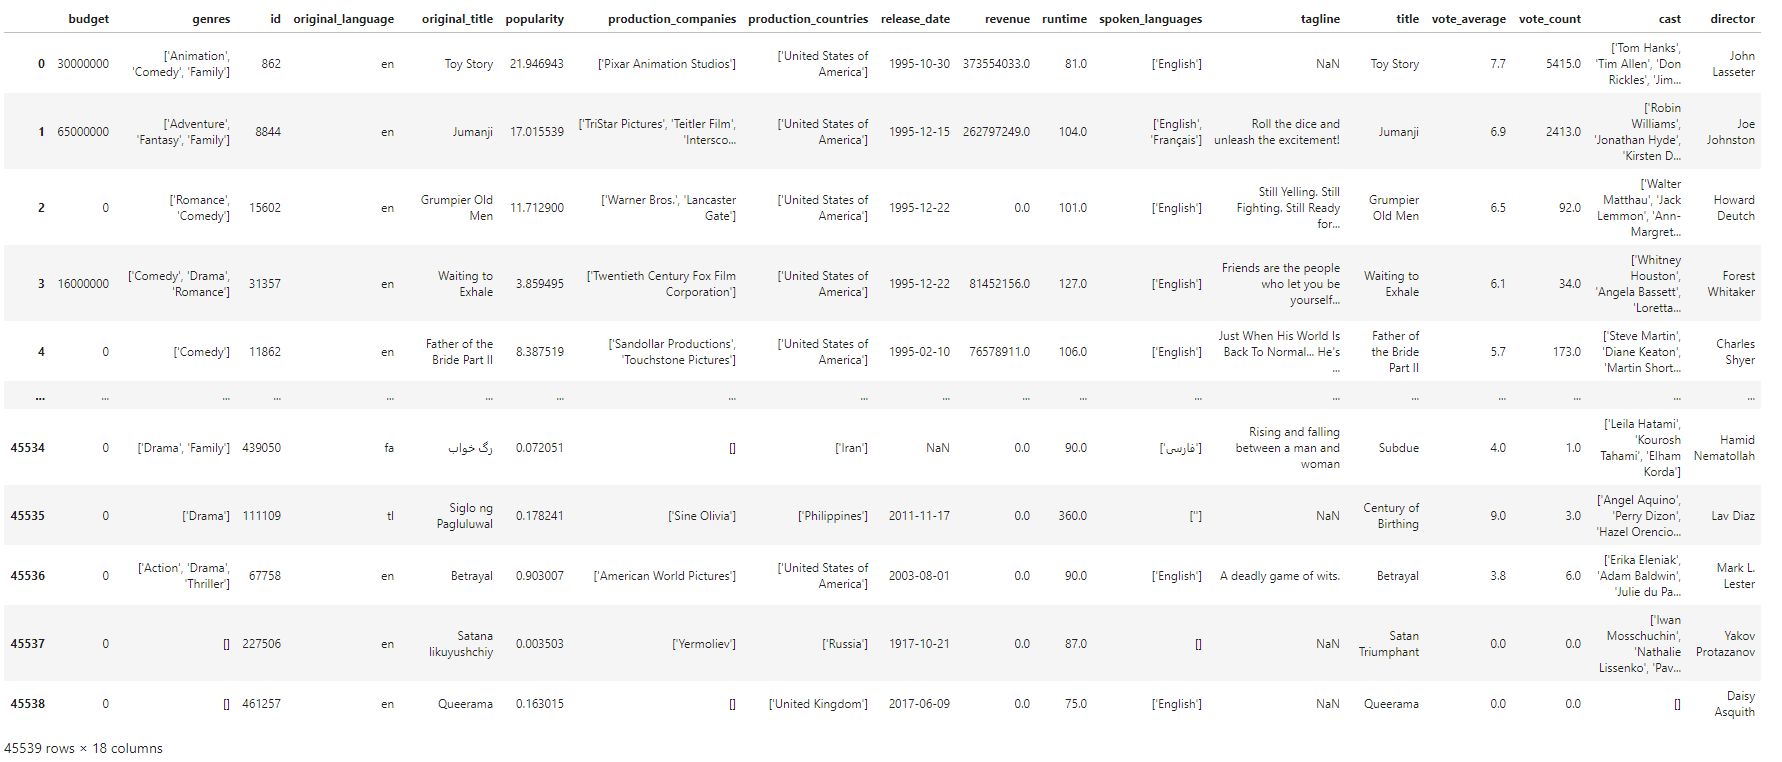 budget genres id original_language original_title popularity production_companies production_countries release_date revenue runtime spoken_languages tagline title vote_average vote_count cast director
0 30000000 ['Animation', 'Comedy', 'Family'] 862 en Toy Story 21.946943 ['Pixar Animation Studios'] ['United States of America'] 1995-10-30 373554033.0 81.0 ['English'] NaN Toy Story 7.7 5415.0 ['Tom Hanks', 'Tim Allen', 'Don Rickles', 'Jim... John Lasseter
1 65000000 ['Adventure', 'Fantasy', 'Family'] 8844 en Jumanji 17.015539 ['TriStar Pictures', 'Teitler Film', 'Intersco... ['United States of America'] 1995-12-15 262797249.0 104.0 ['English', 'Français'] Roll the dice and unleash the excitement! Jumanji 6.9 2413.0 ['Robin Williams', 'Jonathan Hyde', 'Kirsten D... Joe Johnston
2 0 ['Romance', 'Comedy'] 15602 en Grumpier Old Men 11.712900 ['Warner Bros.', 'Lancaster Gate'] ['United States of America'] 1995-12-22 0.0 101.0 ['English'] Still Yelling. Still Fighting. Still Ready for... Grumpier Old Men 6.5 92.0 ['Walter Matthau', 'Jack Lemmon', 'Ann-Margret... Howard Deutch
3 16000000 ['Comedy', 'Drama', 'Romance'] 31357 en Waiting to Exhale 3.859495 ['Twentieth Century Fox Film Corporation'] ['United States of America'] 1995-12-22 81452156.0 127.0 ['English'] Friends are the people who let you be yourself... Waiting to Exhale 6.1 34.0 ['Whitney Houston', 'Angela Bassett', 'Loretta... Forest Whitaker
4 0 ['Comedy'] 11862 en Father of the Bride Part II 8.387519 ['Sandollar Productions', 'Touchstone Pictures'] ['United States of America'] 1995-02-10 76578911.0 106.0 ['English'] Just When His World Is Back To Normal... He's ... Father of the Bride Part II 5.7 173.0 ['Steve Martin', 'Diane Keaton', 'Martin Short... Charles Shyer
... ... ... ... ... ... ... ... ... ... ... ... ... ... ... ... ... ... ...
45534 0 ['Drama', 'Family'] 439050 fa رگ خواب 0.072051 [] ['Iran'] NaN 0.0 90.0 ['فارسی'] Rising and falling between a man and woman Subdue 4.0 1.0 ['Leila Hatami', 'Kourosh Tahami', 'Elham Korda'] Hamid Nematollah
45535 0 ['Drama'] 111109 tl Siglo ng Pagluluwal 0.178241 ['Sine Olivia'] ['Philippines'] 2011-11-17 0.0 360.0 [''] NaN Century of Birthing 9.0 3.0 ['Angel Aquino', 'Perry Dizon', 'Hazel Orencio... Lav Diaz
45536 0 ['Action', 'Drama', 'Thriller'] 67758 en Betrayal 0.903007 ['American World Pictures'] ['United States of America'] 2003-08-01 0.0 90.0 ['English'] A deadly game of wits. Betrayal 3.8 6.0 ['Erika Eleniak', 'Adam Baldwin', 'Julie du Pa... Mark L. Lester
45537 0 [] 227506 en Satana likuyushchiy 0.003503 ['Yermoliev'] ['Russia'] 1917-10-21 0.0 87.0 [] NaN Satan Triumphant 0.0 0.0 ['Iwan Mosschuchin', 'Nathalie Lissenko', 'Pav... Yakov Protazanov
45538 0 [] 461257 en Queerama 0.163015 [] ['United Kingdom'] 2017-06-09 0.0 75.0 ['English'] NaN Queerama 0.0 0.0 [] Daisy Asquith
45539 rows × 18 columns